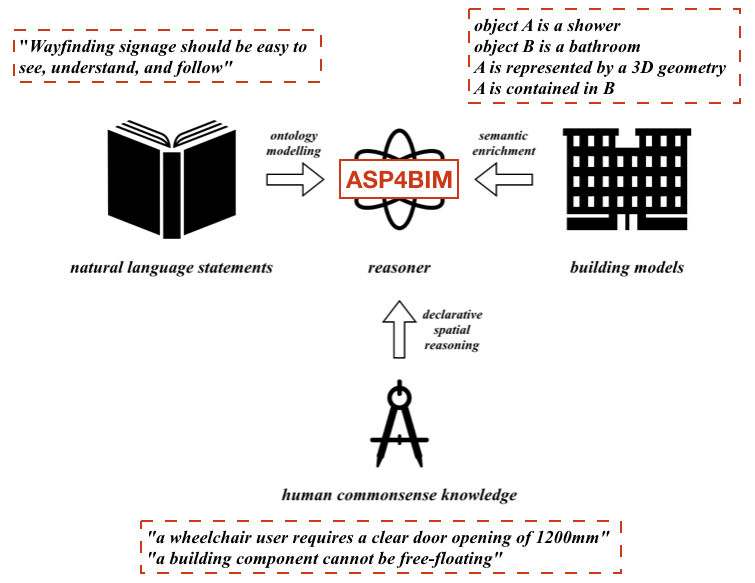 "Wayfinding signage should be easy to
see, understand, and follow"
object A is a shower
object B is a bathroom
A is represented by a 3D geometry
A is contained in B
ontology
modelling
semantic
enrichment
ASP4BIM
natural language statements
reasoner
building models
declarative
spatial
reasoning
human commonsense knowledge
"a wheelchair user requires a clear door opening of 1200mm"
"a building component cannot be free-floating"